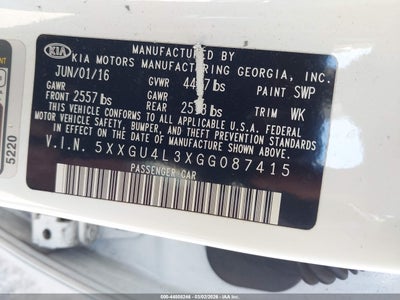 KIA
MANUFACTURED BY
KIA MOTORS MANUFACTURING GEORGIA, INC.
JUN/01/16 GVWR lbs PAINT SWP
GAWR GAWR
FRONT 2557 lbs REAR lbs TRIM WK
THIS VEHICLE CONFORMS TO ALL APPLICABLE U.S.A. FEDERAL
MOTOR VEHICLE SAFETY, BUMPER, AND THEFT PREVENTION STANDARDS
IN EFFECT ON THE DATE OF MANUFACTURE SHOWN ABOVE.
V.I.N. 5XXGU4L3XGG087415
PASSENGER CAR
5220